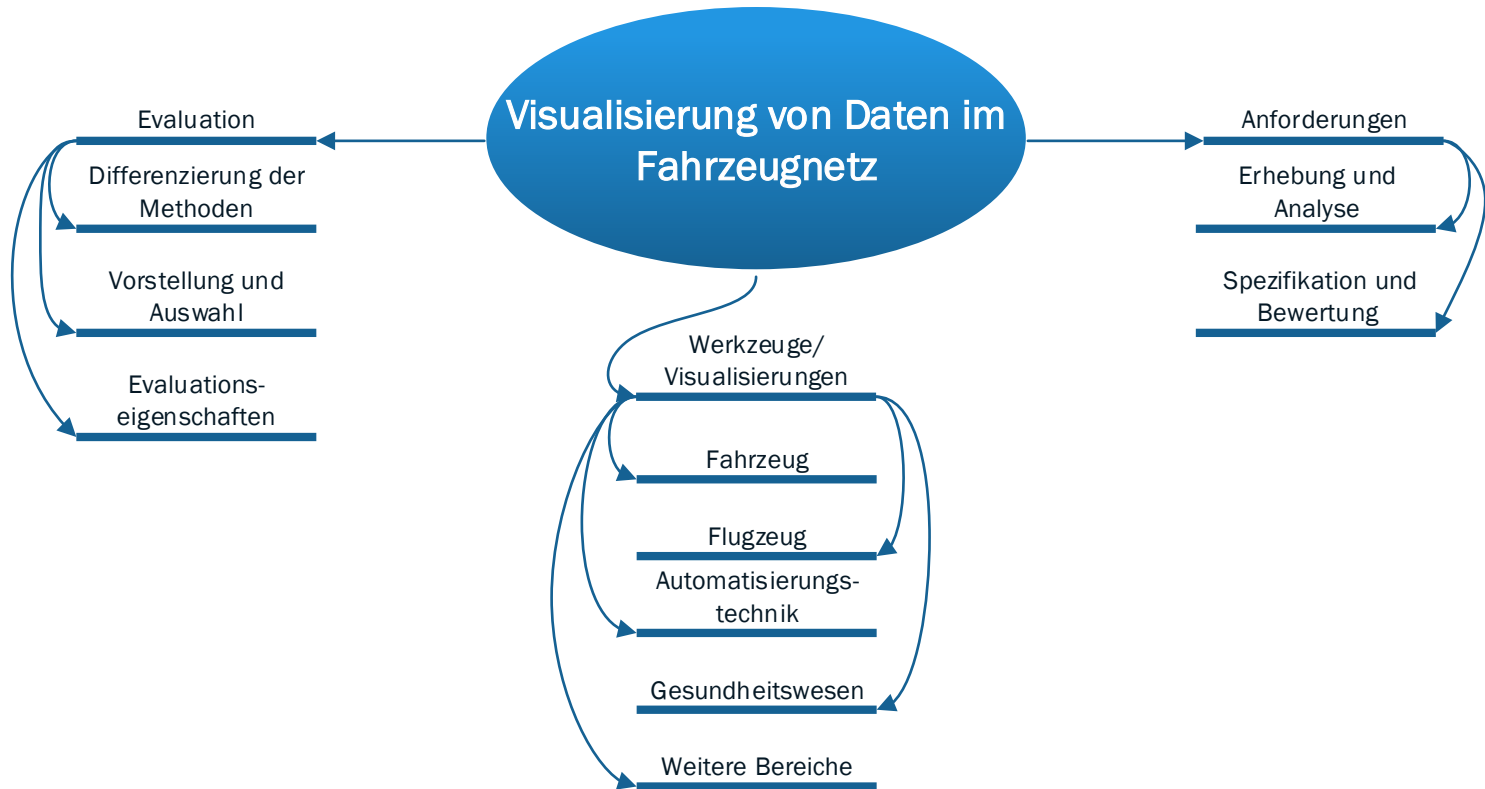 Visualisierung von Daten im
Fahrzeugnetz
Evaluation
Differenzierung der
Methoden
Vorstellung und
Auswahl
Evaluations-
eigenschaften
Werkzeuge/
Visualisierungen
Fahrzeug
Flugzeug
Automatisierungs-
technik
Gesundheitswesen
Weitere Bereiche
Anforderungen
Erhebung und
Analyse
Spezifikation und
Bewertung